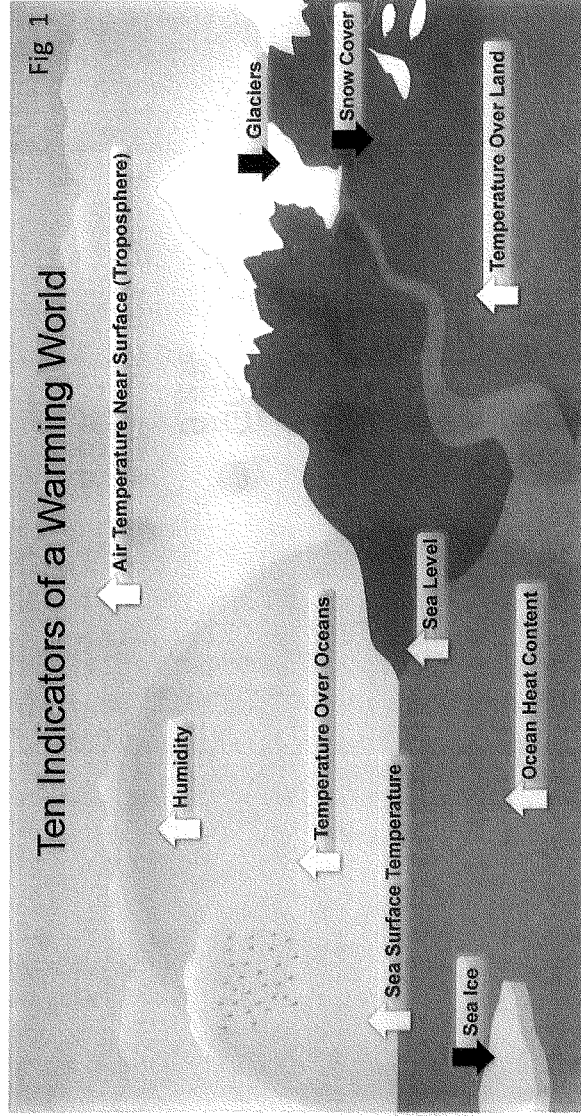 Ten Indicators of a Warming World
Fig 1
Air Temperature Near Surface (Troposphere)
Humidity
Glaciers
Temperature Over Oceans
Snow Cover
Sea Surface Temperature
Sea Level
Temperature Over Land
Sea Ice
Ocean Heat Content